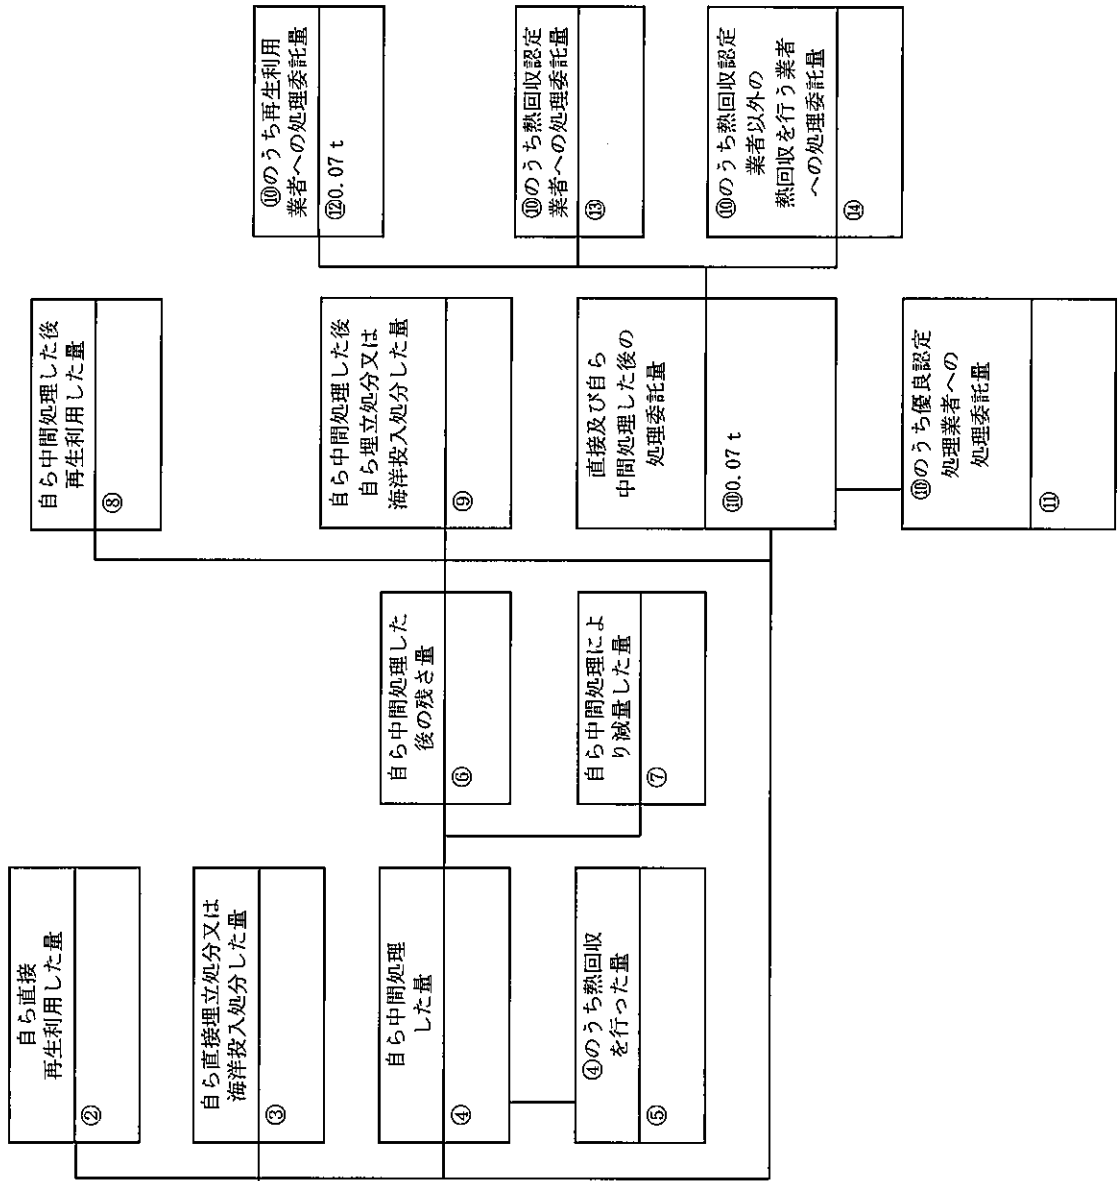 自ら直接
再生利用した量
②
自ら直接埋立処分又は
海洋投入処分した量
③
自ら中間処理
した量
④
④のうち熱回収
を行った量
⑤
自ら中間処理した
後の残さ量
⑥
自ら中間処理によ
り減量した量
⑦
自ら中間処理した後
再生利用した量
⑧
自ら中間処理した後
自ら埋立処分又は
海洋投入処分した量
⑨
直接及び自ら
中間処理した後の
処理委託量
⑩0.07 t
⑩のうち優良認定
処理業者への
処理委託量
⑪
⑩のうち再生利用
業者への処理委託量
⑫0.07 t
⑩のうち熱回収認定
業者への処理委託量
⑬
⑩のうち熱回収認定
業者以外の
熱回収を行う業者
への処理委託量
⑭